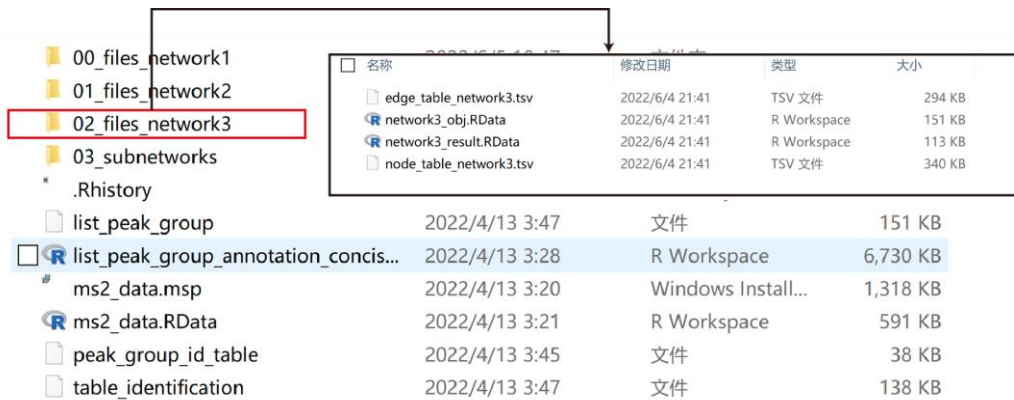 00_files_network1
01_files_network2
02_files_network3
03_subnetworks
.Rhistory
list_peak_group 2022/4/13 3:47 文件 151 KB
list_peak_group_annotation_concis... 2022/4/13 3:28 R Workspace 6,730 KB
ms2_data.msp 2022/4/13 3:20 Windows Install... 1,318 KB
ms2_data.RData 2022/4/13 3:21 R Workspace 591 KB
peak_group_id_table 2022/4/13 3:45 文件 38 KB
table_identification 2022/4/13 3:47 文件 138 KB
名称 修改日期 类型 大小
edge_table_network3.tsv 2022/6/4 21:41 TSV 文件 294 KB
network3_obj.RData 2022/6/4 21:41 R Workspace 151 KB
network3_result.RData 2022/6/4 21:41 R Workspace 113 KB
node_table_network3.tsv 2022/6/4 21:41 TSV 文件 340 KB